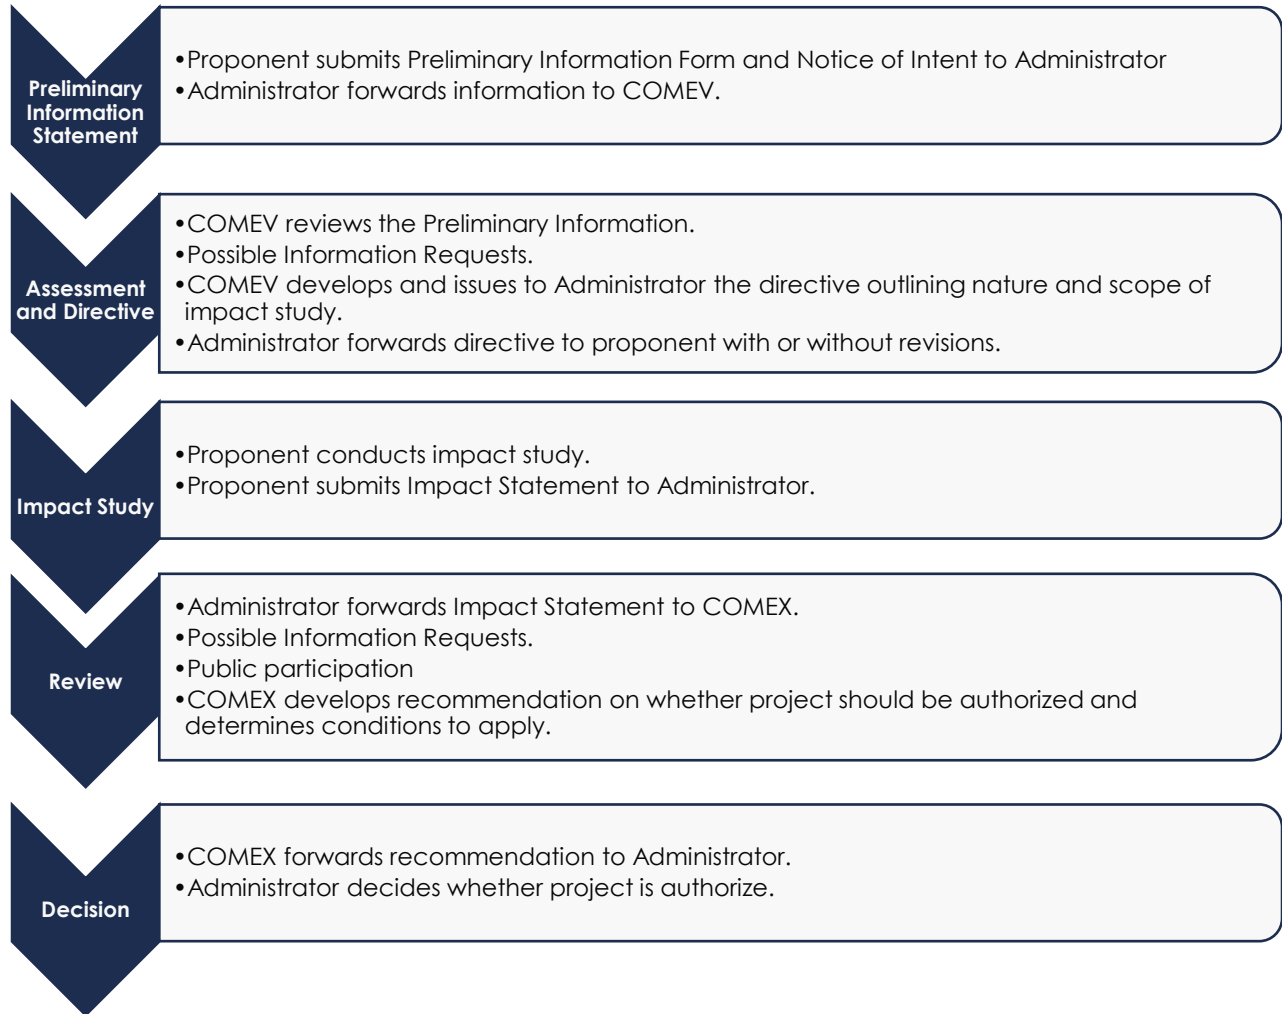 Preliminary
Information
Statement
•Proponent submits Preliminary Information Form and Notice of Intent to Administrator
•Administrator forwards information to COMEV.
Assessment
and Directive
•COMEV reviews the Preliminary Information.
•Possible Information Requests.
•COMEV develops and issues to Administrator the directive outlining nature and scope of
impact study.
•Administrator forwards directive to proponent with or without revisions.
Impact Study
•Proponent conducts impact study.
•Proponent submits Impact Statement to Administrator.
Review
•Administrator forwards Impact Statement to COMEX.
•Possible Information Requests.
•Public participation
•COMEX develops recommendation on whether project should be authorized and
determines conditions to apply.
Decision
•COMEX forwards recommendation to Administrator.
•Administrator decides whether project is authorize.